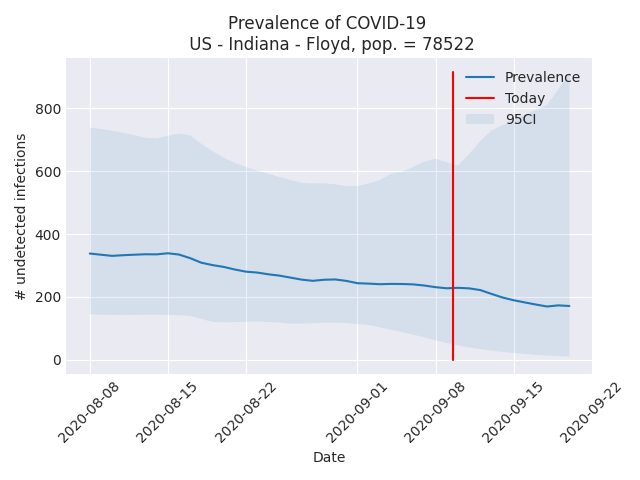 Prevalence of COVID-19
US - Indiana - Floyd, pop. = 78522
Prevalence
Today
95CI
800
600
400
200
0
# undetected infections
2020-08-08
2020-08-15
2020-08-22
2020-09-01
2020-09-08
2020-09-15
2020-09-22
Date